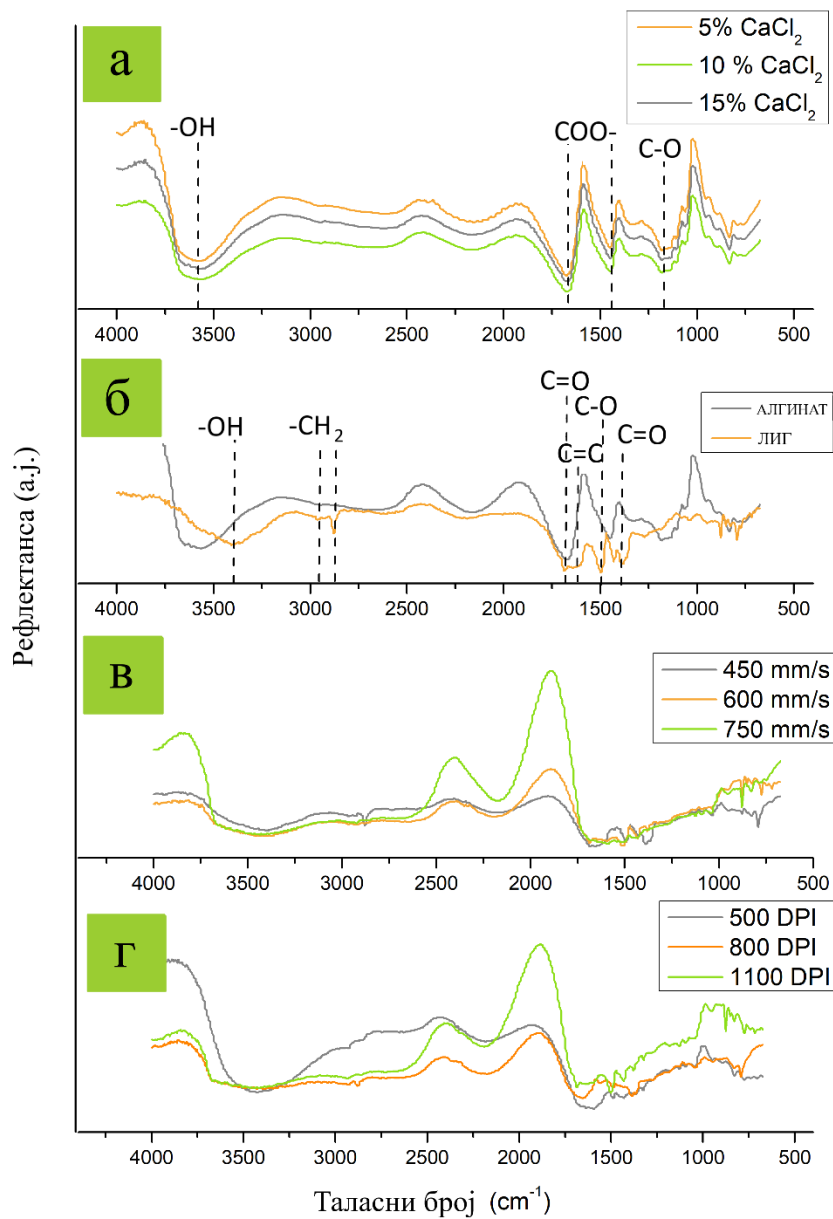 Рефлектанса (a.j.)
а
5% CaCl₂
10 % CaCl₂
15% CaCl₂
-OH
COO-
C-O
4000 3500 3000 2500 2000 1500 1000 500
б
АЛГИНАТ
ЛИГ
-OH
-CH₂
C=O
C-O
C=C
C=O
4000 3500 3000 2500 2000 1500 1000 500
в
450 mm/s
600 mm/s
750 mm/s
4000 3500 3000 2500 2000 1500 1000 500
г
500 DPI
800 DPI
1100 DPI
4000 3500 3000 2500 2000 1500 1000 500
Таласни број (cm⁻¹)